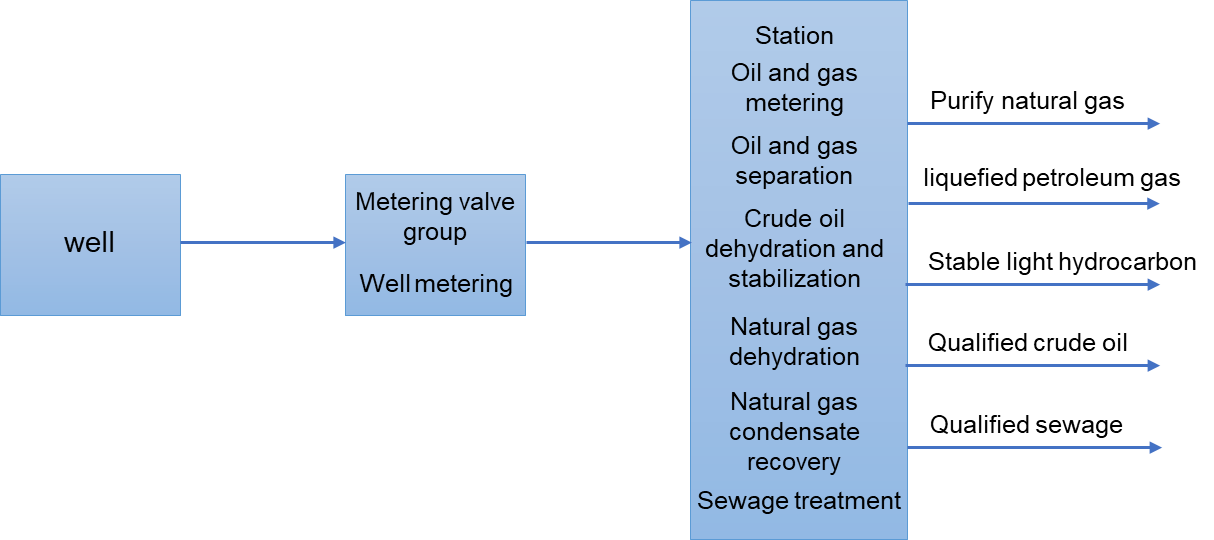 well
Metering valve
group
Well metering
Station
Oil and gas
metering
Oil and gas
separation
Crude oil
dehydration and
stabilization
Natural gas
dehydration
Natural gas
condensate
recovery
Sewage treatment
Purify natural gas
liquefied petroleum gas
Stable light hydrocarbon
Qualified crude oil
Qualified sewage